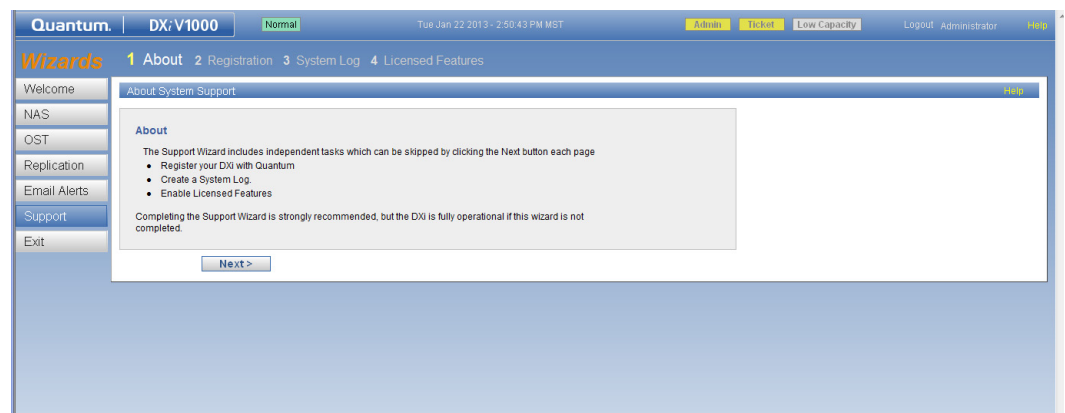 Quantum. DXi V1000 Normal Tue Jan 22 2013 - 2:50:43 PM MST Admin Ticket Low Capacity Logout Administrator Help
Wizards 1 About 2 Registration 3 System Log 4 Licensed Features
Welcome
NAS
OST
Replication
Email Alerts
Support
Exit
About System Support Help
About
The Support Wizard includes independent tasks which can be skipped by clicking the Next button each page
• Register your DXi with Quantum
• Create a System Log.
• Enable Licensed Features
Completing the Support Wizard is strongly recommended, but the DXi is fully operational if this wizard is not
completed.
Next >